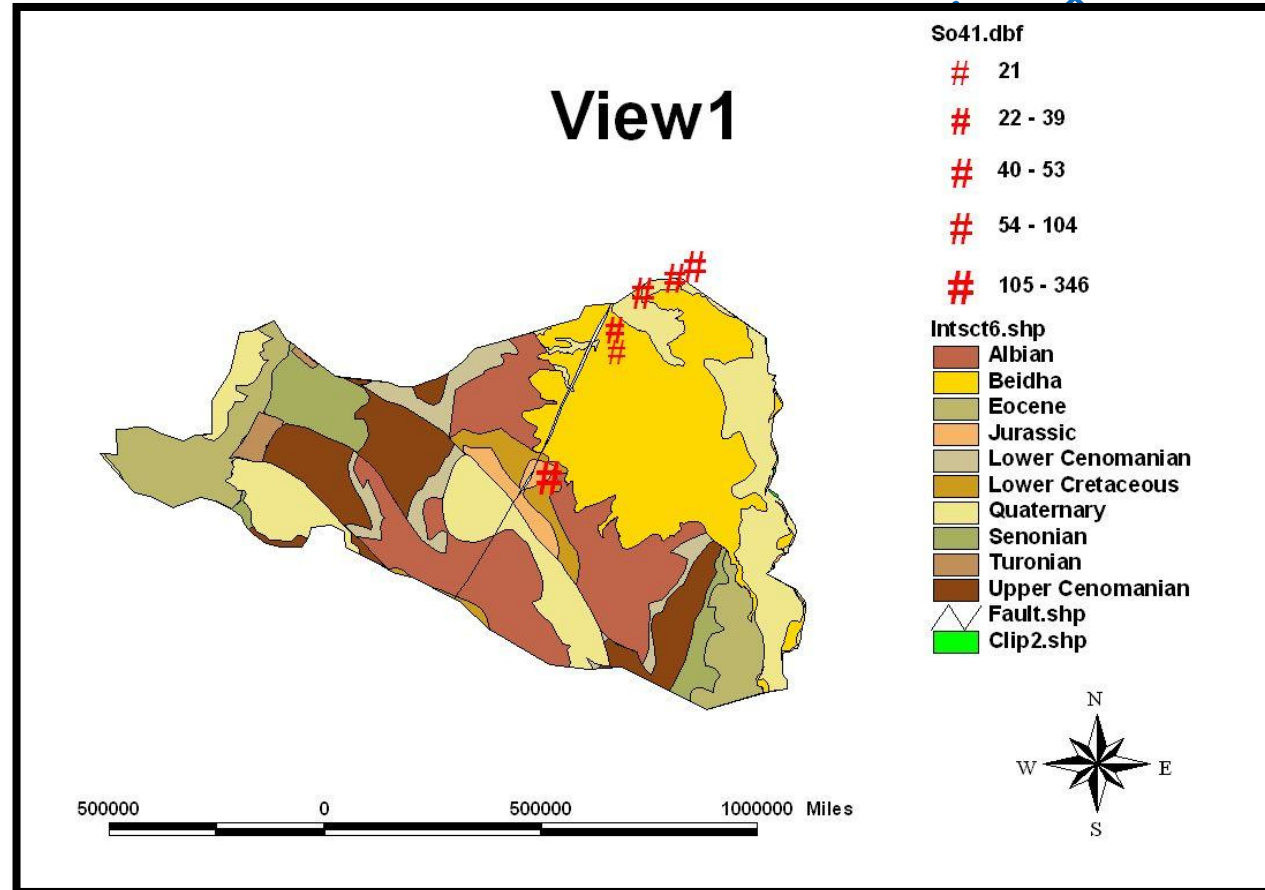 View1
So41.dbf
# 21
# 22 - 39
# 40 - 53
# 54 - 104
# 105 - 346
Intsct6.shp
Albian
Beidha
Eocene
Jurassic
Lower Cenomanian
Lower Cretaceous
Quaternary
Senonian
Turonian
Upper Cenomanian
Fault.shp
Clip2.shp
#
#
#
#
#
#
N
W E
S
500000 0 500000 1000000 Miles